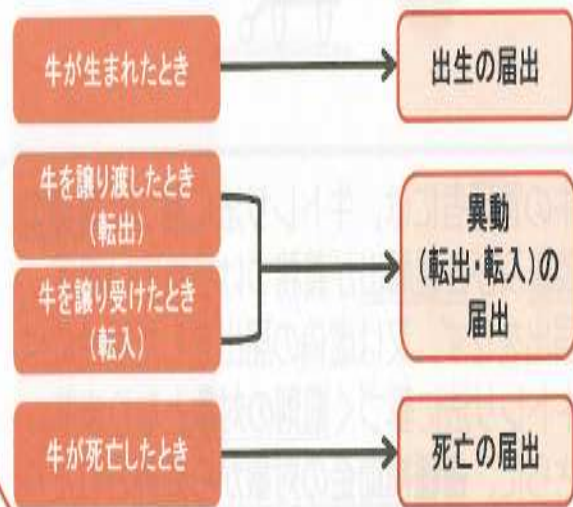 牛が生まれたとき
出生の届出
牛を譲り渡したとき
(転出)
牛を譲り受けたとき
(転入)
異動
(転出・転入)の
届出
牛が死亡したとき
死亡の届出